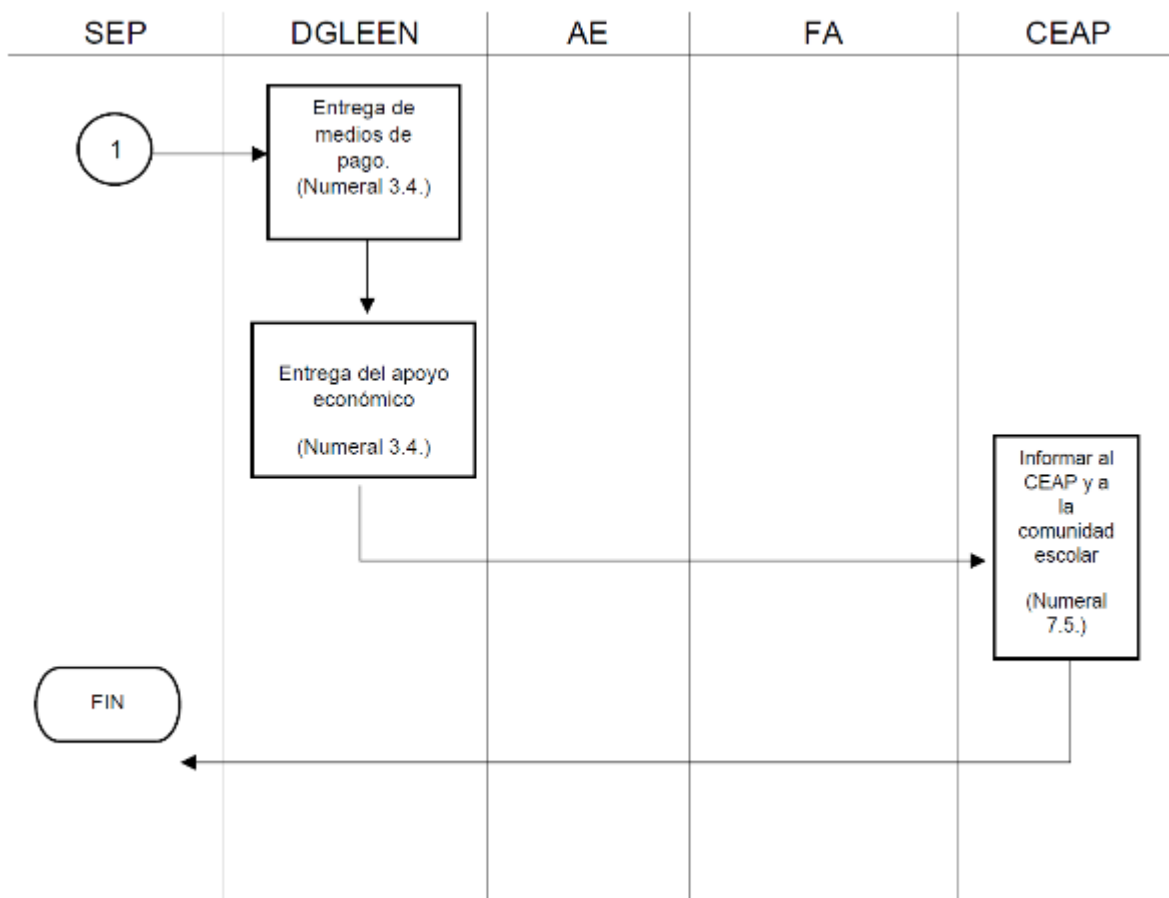 SEP DGLEEN AE FA CEAP
1
Entrega de
medios de
pago.
(Numeral 3.4.)
Entrega del apoyo
económico
(Numeral 3.4.)
Informar al
CEAP y a
la
comunidad
escolar
(Numeral
7.5.)
FIN